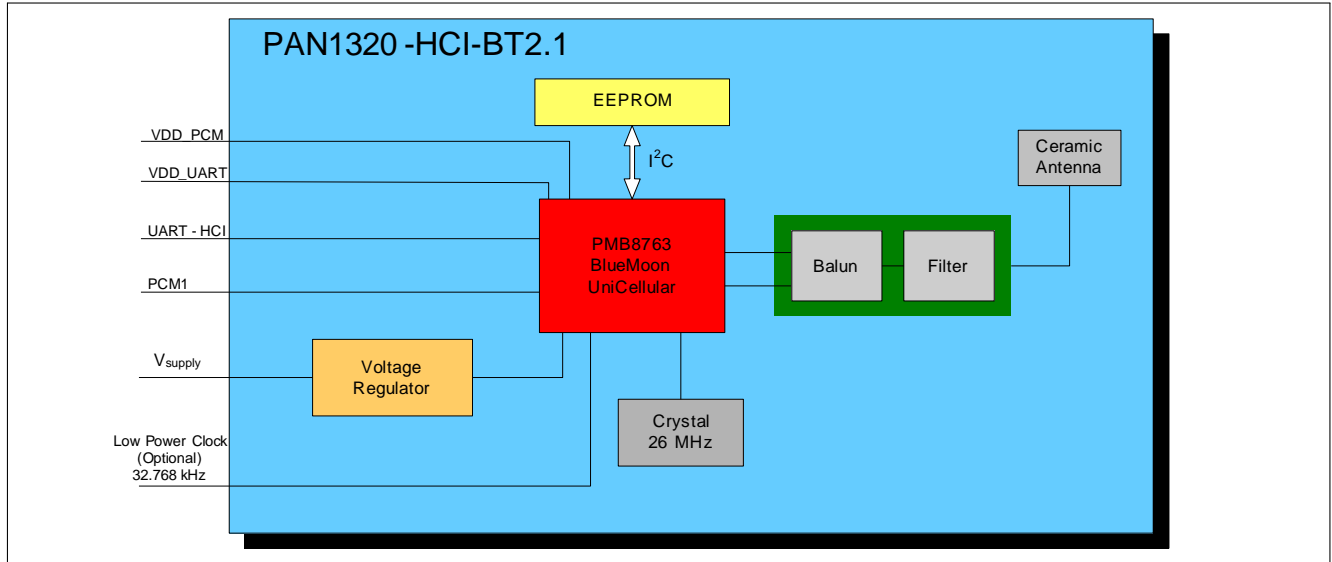 PAN1320 -HCI-BT2.1
EEPROM
I²C
VDD_PCM
VDD_UART
UART - HCI
PCM1
Vsupply
Low Power Clock
(Optional)
32.768 kHz
PMB8763
BlueMoon
UniCellular
Balun
Filter
Ceramic
Antenna
Voltage
Regulator
Crystal
26 MHz